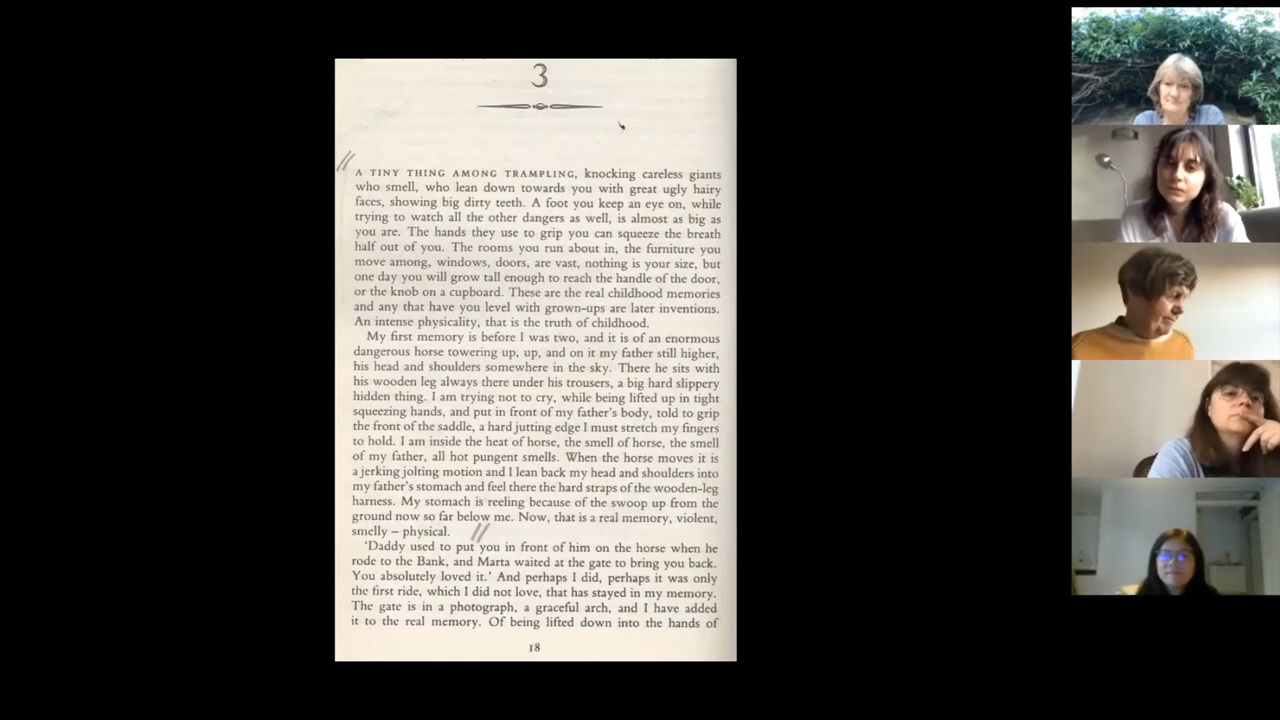 3
A TINY THING AMONG TRAMPLING, knocking careless giants
who smell, who lean down towards you with great ugly hairy
faces, showing big dirty teeth. A foot you keep an eye on, while
trying to watch all the other dangers as well, is almost as big as
you are. The hands they use to grip you can squeeze the breath
half out of you. The rooms you run about in, the furniture you
move among, windows, doors, are vast, nothing is your size, but
one day you will grow tall enough to reach the handle of the door,
or the knob on a cupboard. These are the real childhood memories
and any that have you level with grown-ups are later inventions.
An intense physicality, that is the truth of childhood.
My first memory is before I was two, and it is of an enormous
dangerous horse towering up, up, and on it my father still higher,
his head and shoulders somewhere in the sky. There he sits with
his wooden leg always there under his trousers, a big hard slippery
hidden thing. I am trying not to cry, while being lifted up in tight
squeezing hands, and put in front of my father's body, told to grip
the front of the saddle, a hard jutting edge I must stretch my fingers
to hold. I am inside the heat of horse, the smell of horse, the smell
of my father, all hot pungent smells. When the horse moves it is
a jerking jolting motion and I lean back my head and shoulders into
my father's stomach and feel there the hard straps of the wooden-leg
harness. My stomach is reeling because of the swoop up from the
ground now so far below me. Now, that is a real memory, violent,
smelly – physical.
'Daddy used to put you in front of him on the horse when he
rode to the Bank, and Marta waited at the gate to bring you back.
You absolutely loved it.' And perhaps I did, perhaps it was only
the first ride, which I did not love, that has stayed in my memory.
The gate is in a photograph, a graceful arch, and I have added
it to the real memory. Of being lifted down into the hands of
18